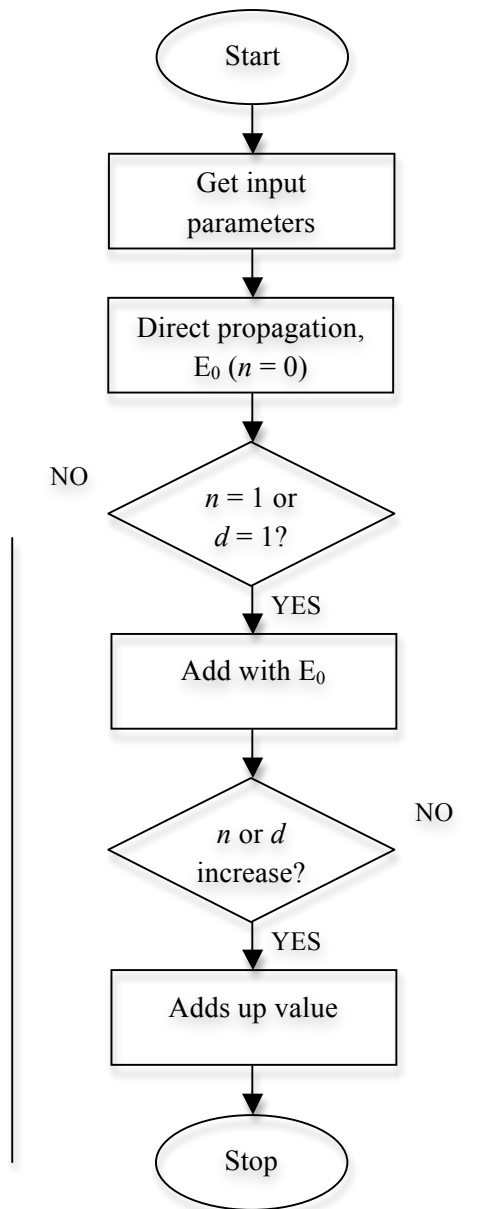 Start
Get input
parameters
Direct propagation,
E₀ (n = 0)
NO
n = 1 or
d = 1?
YES
Add with E₀
NO
n or d
increase?
YES
Adds up value
Stop